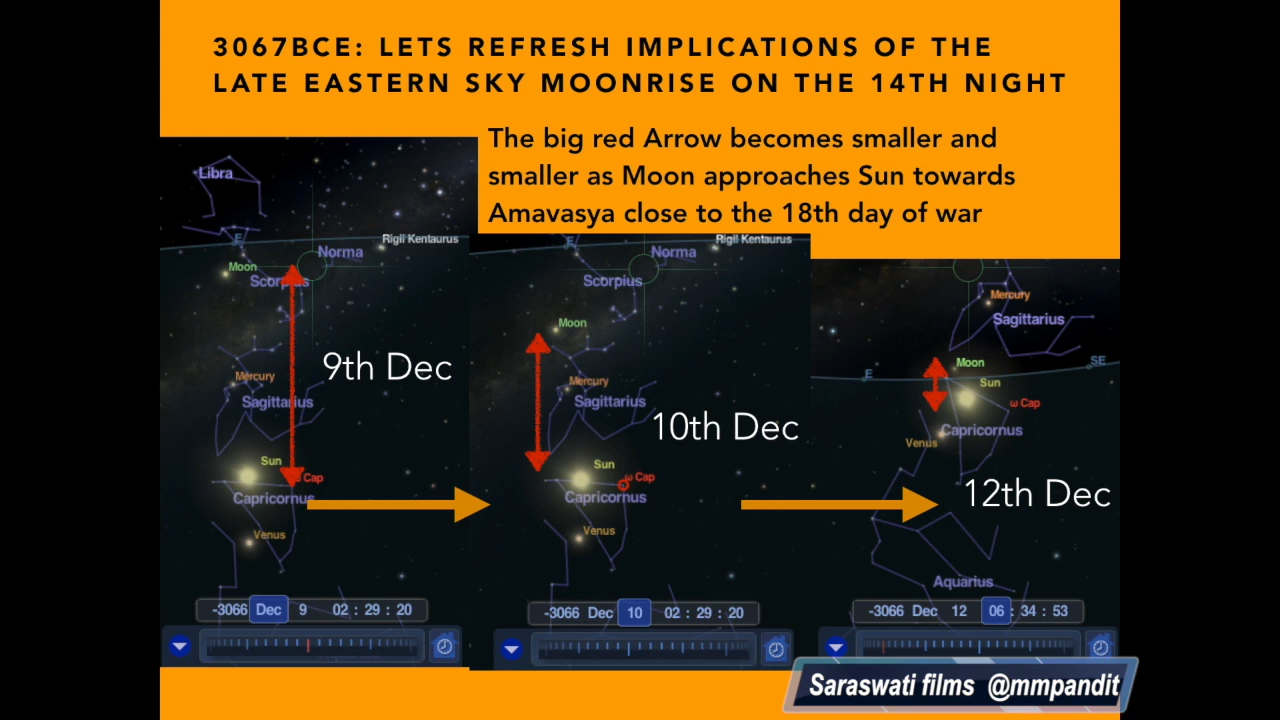 3067BCE: LETS REFRESH IMPLICATIONS OF THE
LATE EASTERN SKY MOONRISE ON THE 14TH NIGHT
The big red Arrow becomes smaller and
smaller as Moon approaches Sun towards
Amavasya close to the 18th day of war
Libra
E
Norma
Rigil Kentaurus
Moon
Scorpius
9th Dec
Mercury
Sagittarius
Sun
Cap
Capricornus
Venus
-3066 Dec 9 02 : 29 : 20
E
Norma
Rigil Kentaurus
Scorpius
Moon
Mercury
Sagittarius
10th Dec
Sun
ω Cap
Capricornus
Venus
-3066 Dec 10 02 : 29 : 20
Mercury
Sagittarius
Moon
SE
E
Sun
ω Cap
Capricornus
Venus
12th Dec
Aquarius
-3066 Dec 12 06 : 34 : 53
Saraswati films @mmpandit